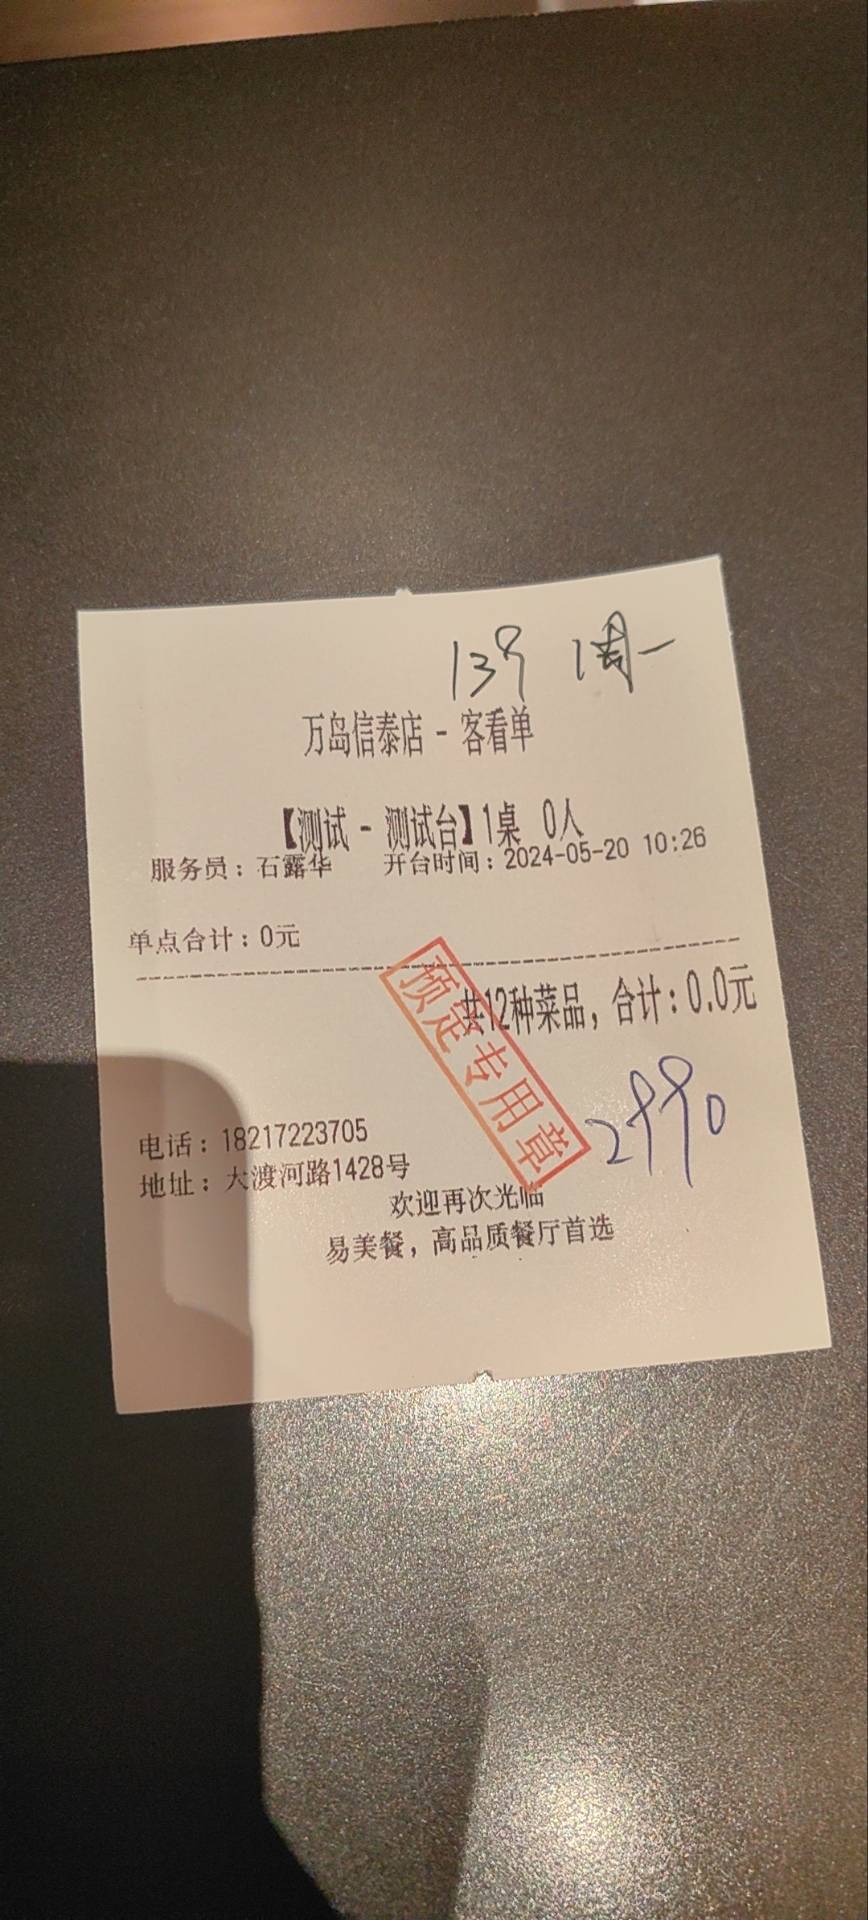 139 周一
万岛信泰店 - 客看单
【测试 - 测试台】1桌 0人
服务员：石露华 开台时间：2024-05-20 10:26
单点合计：0元
共12种菜品，合计：0.0元
预定专用章
2990
电话：18217223705
地址：大渡河路1428号
欢迎再次光临
易美餐，高品质餐厅首选